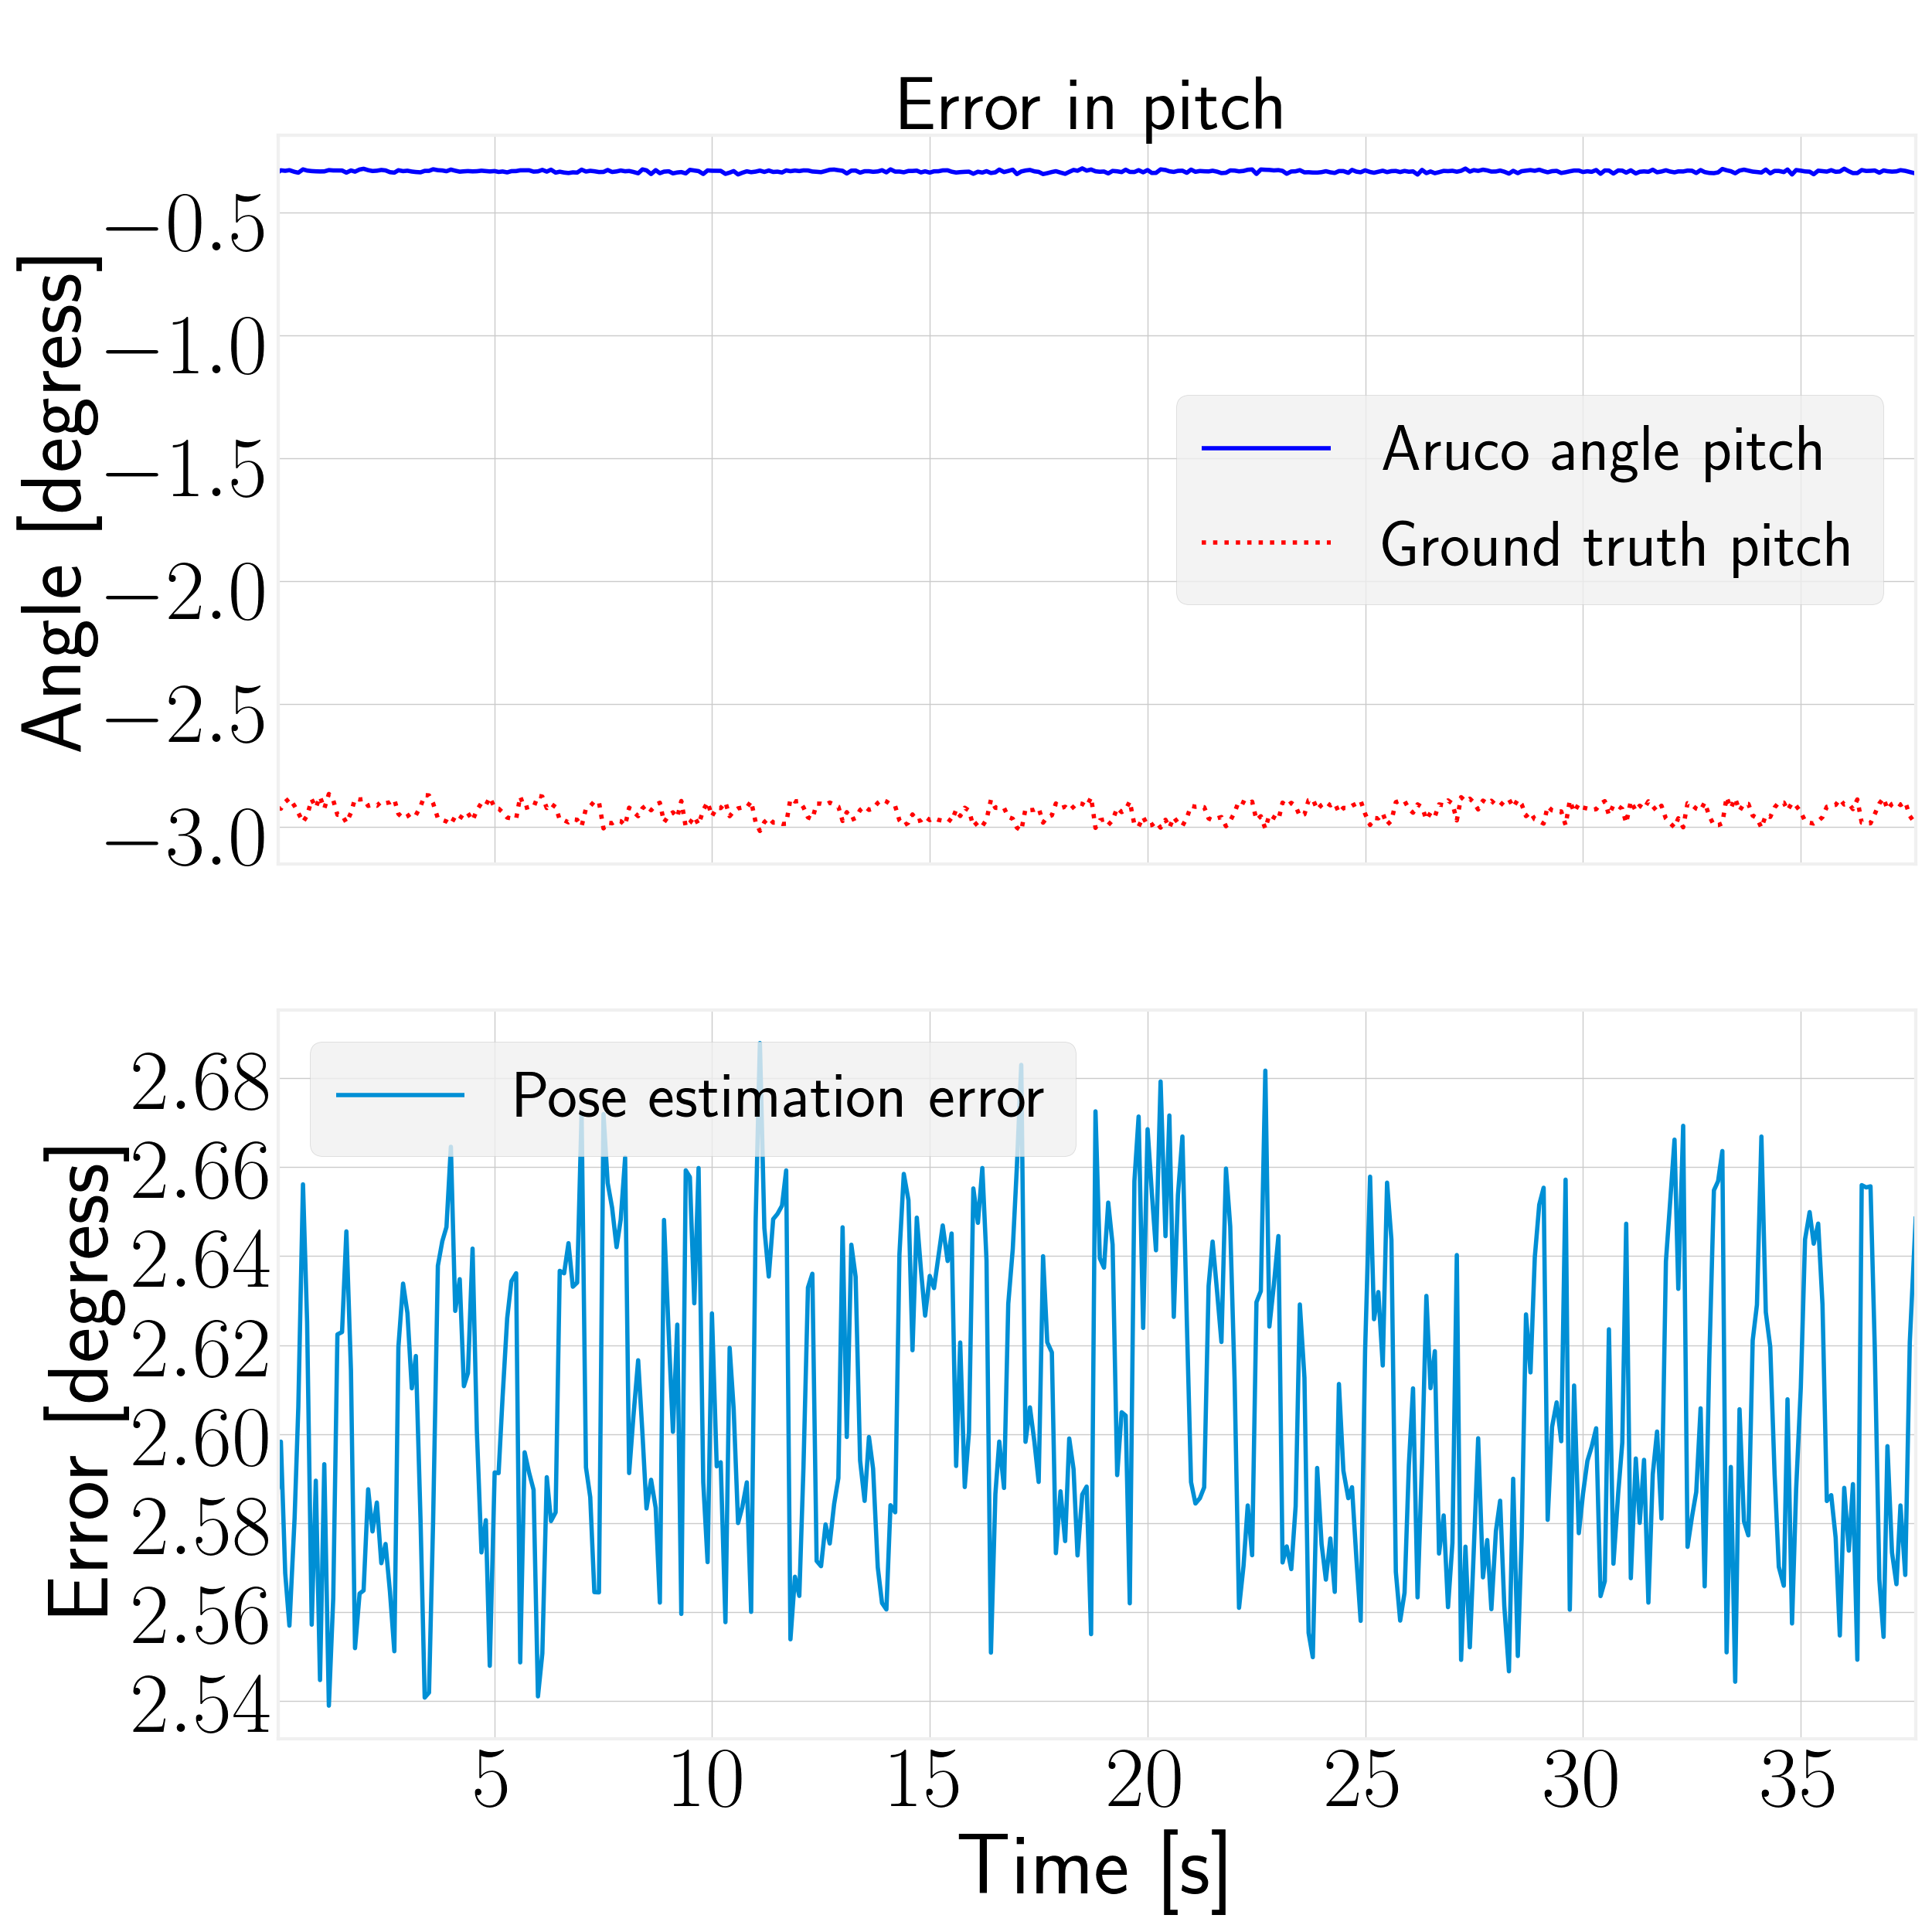 Error in pitch
Angle [degress]
−0.5
−1.0
−1.5
−2.0
−2.5
−3.0
Aruco angle pitch
Ground truth pitch
Error [degress]
2.68
2.66
2.64
2.62
2.60
2.58
2.56
2.54
Pose estimation error
5 10 15 20 25 30 35
Time [s]